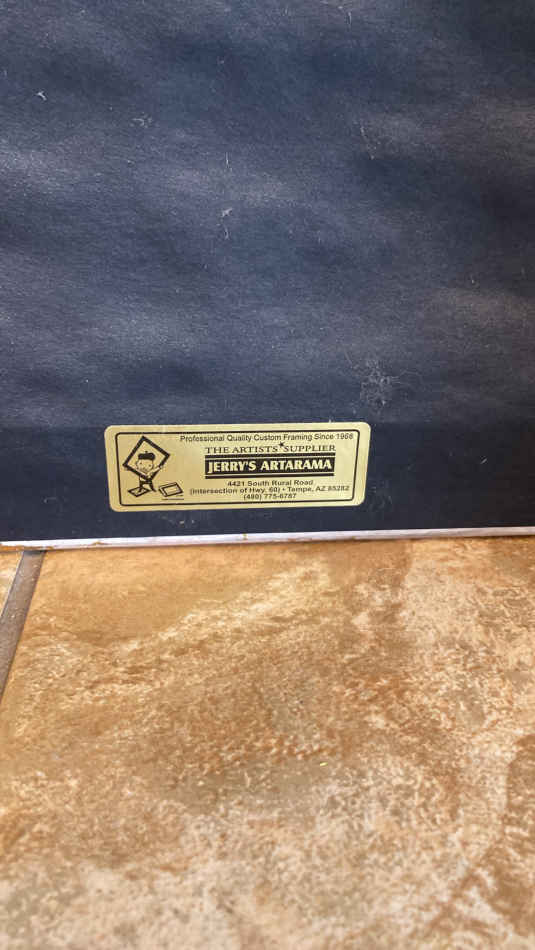 Professional Quality Custom Framing Since 1968
THE ARTISTS★SUPPLIER
JERRY'S ARTARAMA
4421 South Rural Road
(Intersection of Hwy. 60) • Tempe, AZ 85282
(480) 775-6787